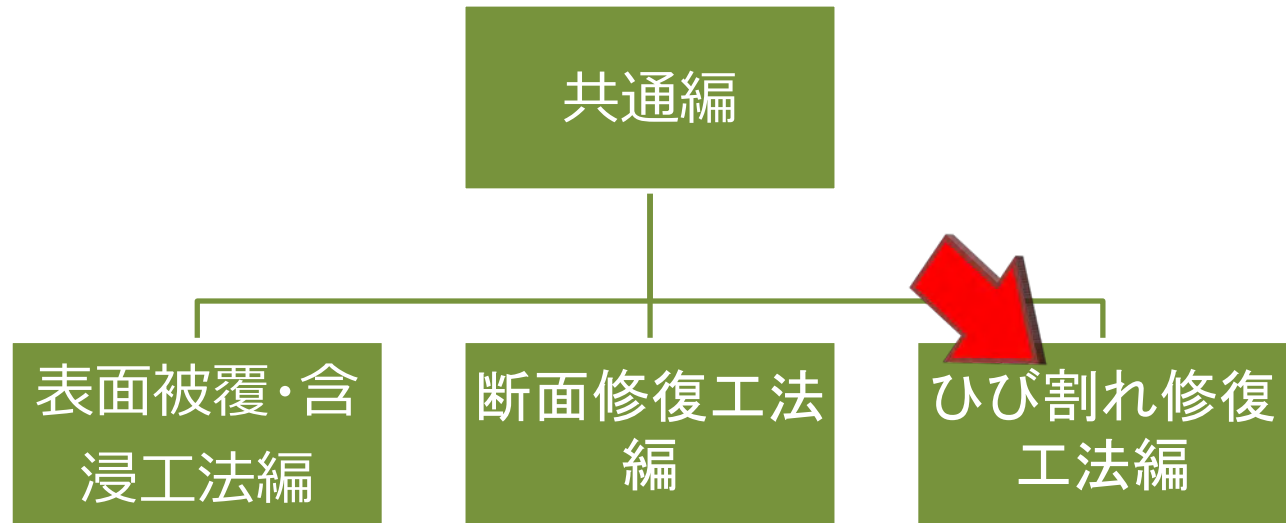 共通編
表面被覆・含
浸工法編
断面修復工法
編
ひび割れ修復
工法編